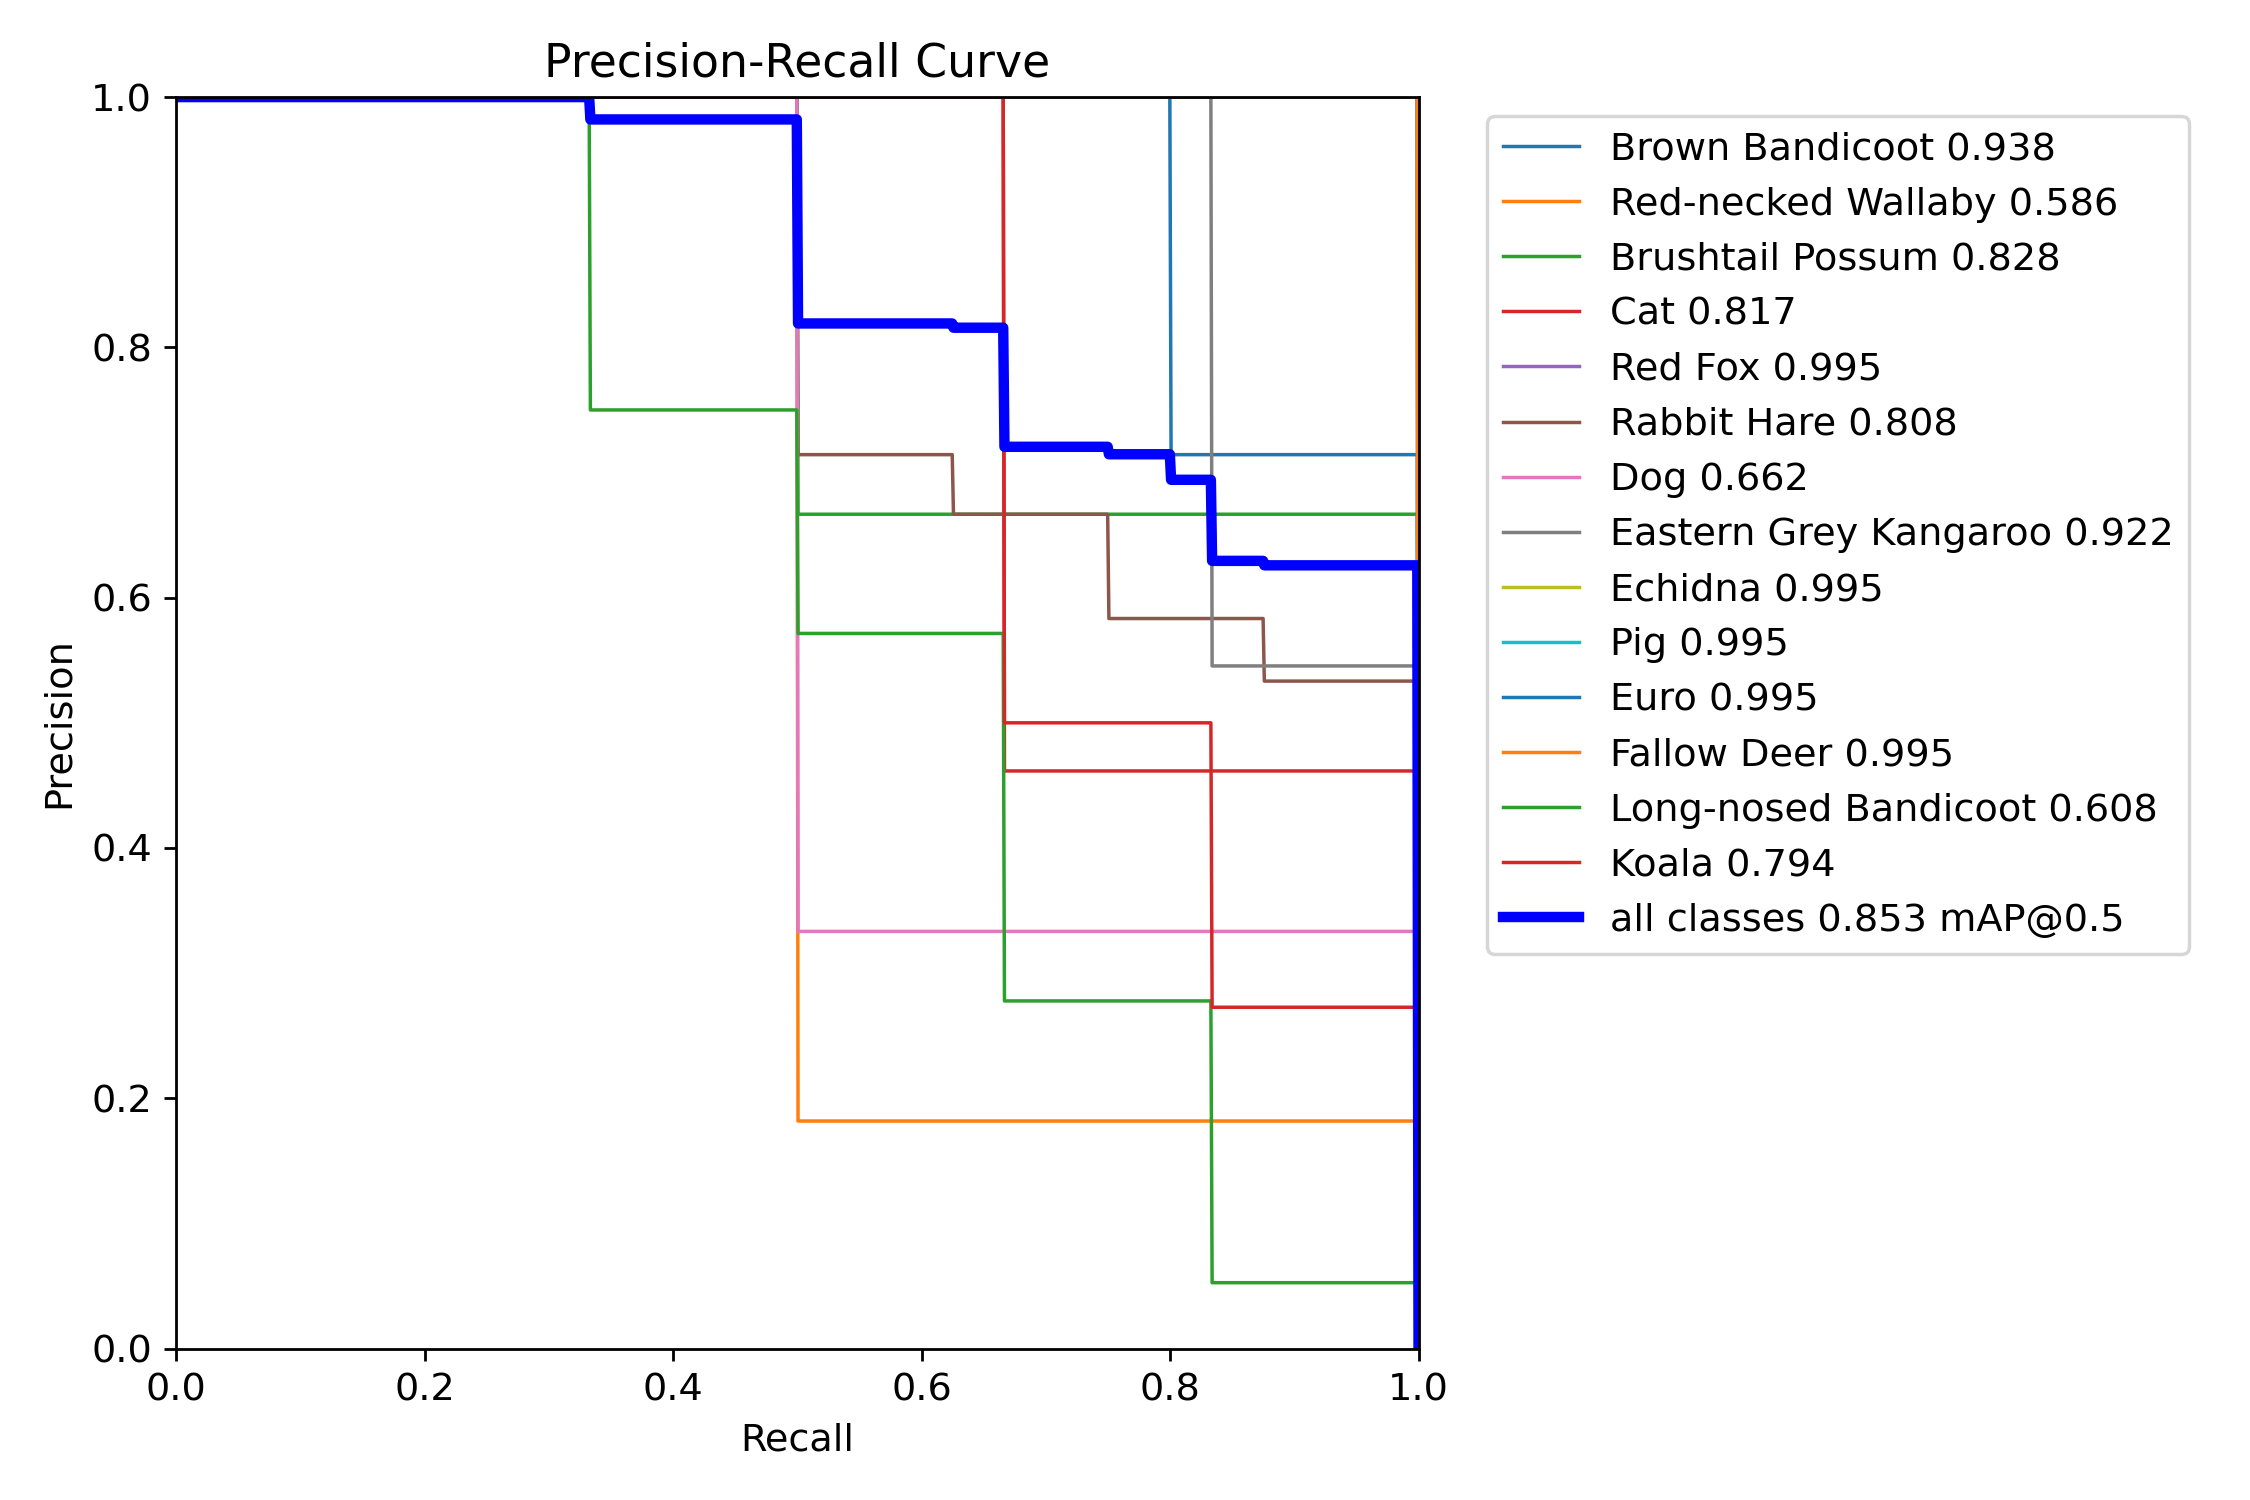 Precision-Recall Curve
1.0
0.8
0.6
0.4
0.2
0.0
Precision
0.0 0.2 0.4 0.6 0.8 1.0
Recall
Brown Bandicoot 0.938
Red-necked Wallaby 0.586
Brushtail Possum 0.828
Cat 0.817
Red Fox 0.995
Rabbit Hare 0.808
Dog 0.662
Eastern Grey Kangaroo 0.922
Echidna 0.995
Pig 0.995
Euro 0.995
Fallow Deer 0.995
Long-nosed Bandicoot 0.608
Koala 0.794
all classes 0.853 mAP@0.5